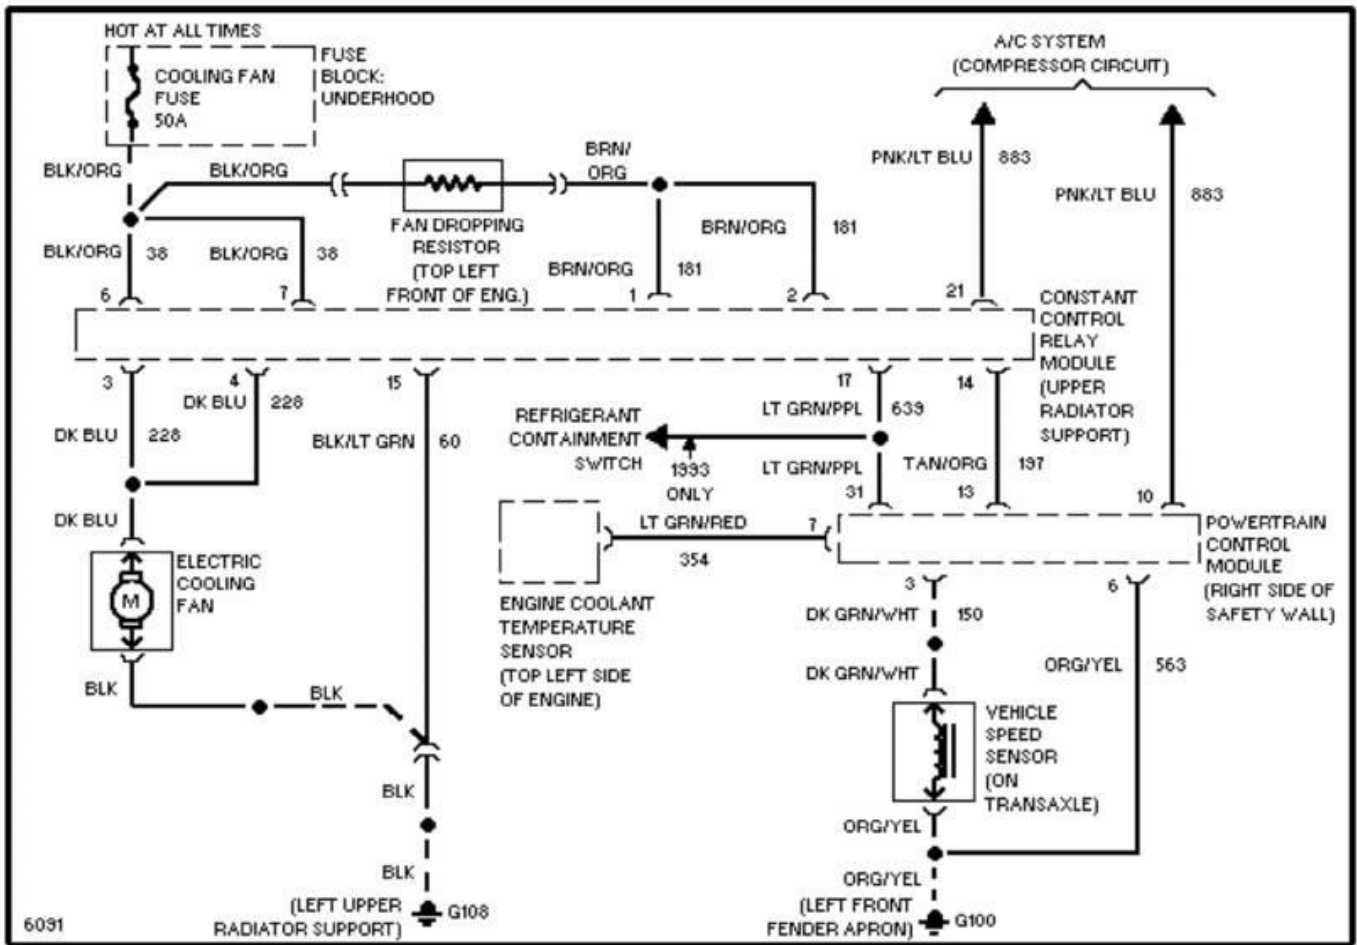 HOT AT ALL TIMES
COOLING FAN
FUSE
50A
FUSE
BLOCK:
UNDERHOOD
A/C SYSTEM
(COMPRESSOR CIRCUIT)
BLK/ORG
BLK/ORG
BRN/
ORG
PNK/LT BLU
883
PNK/LT BLU
883
FAN DROPPING
RESISTOR
(TOP LEFT
FRONT OF ENG.)
BLK/ORG
38
BLK/ORG
38
BRN/ORG
181
BRN/ORG
181
6
7
1
2
21
CONSTANT
CONTROL
RELAY
MODULE
(UPPER
RADIATOR
SUPPORT)
3
4
15
17
14
DK BLU
228
DK BLU
228
BLK/LT GRN
60
REFRIGERANT
CONTAINMENT
SWITCH
1993
ONLY
LT GRN/PPL
639
LT GRN/PPL
TAN/ORG
197
31
13
10
DK BLU
ELECTRIC
COOLING
FAN
M
LT GRN/RED
354
7
POWERTRAIN
CONTROL
MODULE
(RIGHT SIDE OF
SAFETY WALL)
ENGINE COOLANT
TEMPERATURE
SENSOR
(TOP LEFT SIDE
OF ENGINE)
3
6
DK GRN/WHT
150
DK GRN/WHT
ORG/YEL
563
BLK
BLK
VEHICLE
SPEED
SENSOR
(ON
TRANSAXLE)
BLK
BLK
ORG/YEL
ORG/YEL
(LEFT UPPER
RADIATOR SUPPORT)
G108
(LEFT FRONT
FENDER APRON)
G100
6091